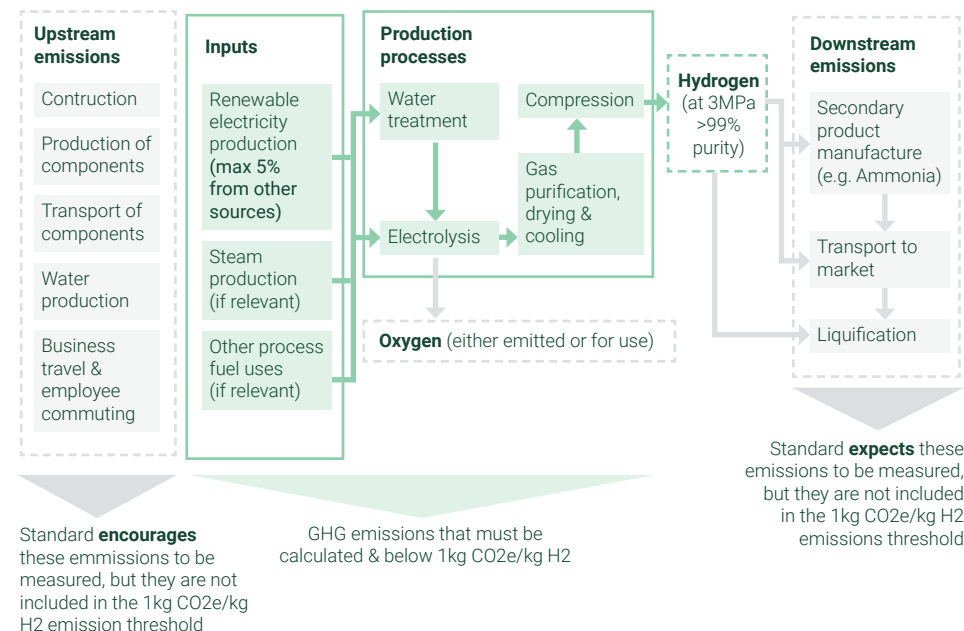 Upstream
emissions
Contruction
Production of
components
Transport of
components
Water
production
Business
travel &
employee
commuting
Standard encourages
these emmissions to be
measured, but they are not
included in the 1kg CO2e/kg
H2 emission threshold
Inputs
Renewable
electricity
production
(max 5%
from other
sources)
Steam
production
(if relevant)
Other process
fuel uses
(if relevant)
Production
processes
Water
treatment
Electrolysis
Compression
Gas
purification,
drying &
cooling
Oxygen (either emitted or for use)
GHG emissions that must be
calculated & below 1kg CO2e/kg H2
Hydrogen
(at 3MPa
>99%
purity)
Downstream
emissions
Secondary
product
manufacture
(e.g. Ammonia)
Transport to
market
Liquification
Standard expects these
emissions to be measured,
but they are not included
in the 1kg CO2e/kg H2
emissions threshold